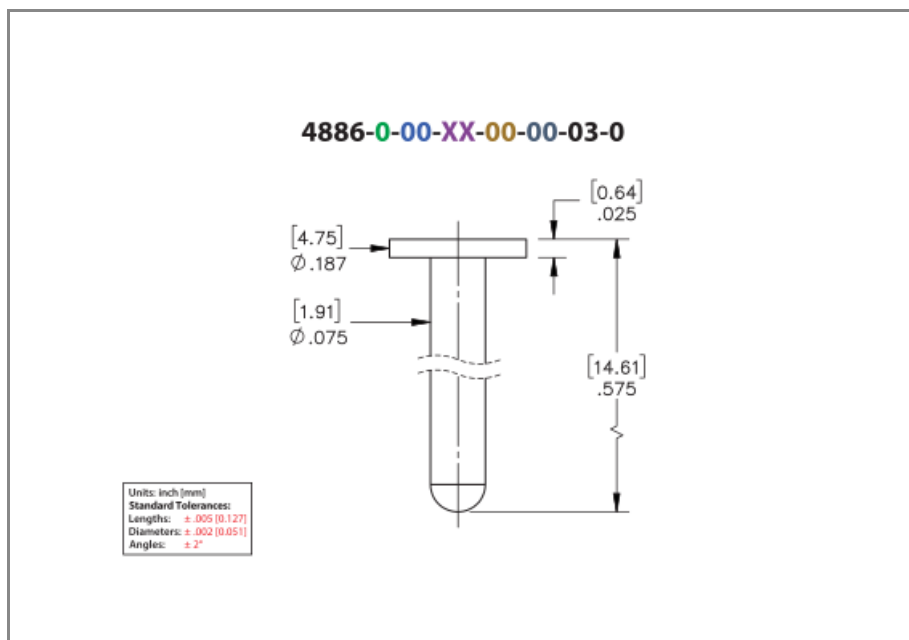 4886-0-00-XX-00-00-03-0
[0.64]
.025
[4.75]
Ø.187
[1.91]
Ø.075
[14.61]
.575
Units: inch [mm]
Standard Tolerances:
Lengths: ± .005 [0.127]
Diameters: ± .002 [0.051]
Angles: ± 2°